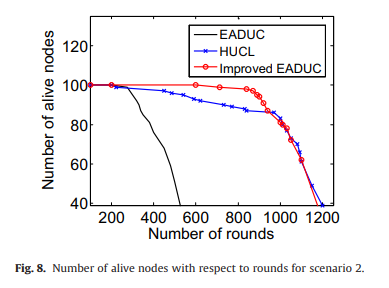 Number of alive nodes
120
100
80
60
40
EADUC
HUCL
Improved EADUC
200 400 600 800 1000 1200
Number of rounds
Fig. 8. Number of alive nodes with respect to rounds for scenario 2.